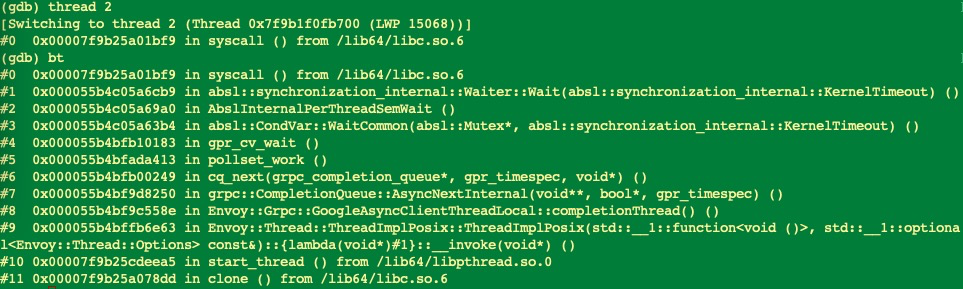 (gdb) thread 2
[Switching to thread 2 (Thread 0x7f9b1f0fb700 (LWP 15068))]
#0  0x00007f9b25a01bf9 in syscall () from /lib64/libc.so.6
(gdb) bt
#0  0x00007f9b25a01bf9 in syscall () from /lib64/libc.so.6
#1  0x000055b4c05a6cb9 in absl::synchronization_internal::Waiter::Wait(absl::synchronization_internal::KernelTimeout) ()
#2  0x000055b4c05a69a0 in AbslInternalPerThreadSemWait ()
#3  0x000055b4c05a63b4 in absl::CondVar::WaitCommon(absl::Mutex*, absl::synchronization_internal::KernelTimeout) ()
#4  0x000055b4bfb10183 in gpr_cv_wait ()
#5  0x000055b4bfada413 in pollset_work ()
#6  0x000055b4bfb00249 in cq_next(grpc_completion_queue*, gpr_timespec, void*) ()
#7  0x000055b4bf9d8250 in grpc::CompletionQueue::AsyncNextInternal(void**, bool*, gpr_timespec) ()
#8  0x000055b4bf9c558e in Envoy::Grpc::GoogleAsyncClientThreadLocal::completionThread() ()
#9  0x000055b4bffb6e63 in Envoy::Thread::ThreadImplPosix::ThreadImplPosix(std::__1::function<void ()>, std::__1::optiona
l<Envoy::Thread::Options> const&)::{lambda(void*)#1}::__invoke(void*) ()
#10 0x00007f9b25cdeea5 in start_thread () from /lib64/libpthread.so.0
#11 0x00007f9b25a078dd in clone () from /lib64/libc.so.6